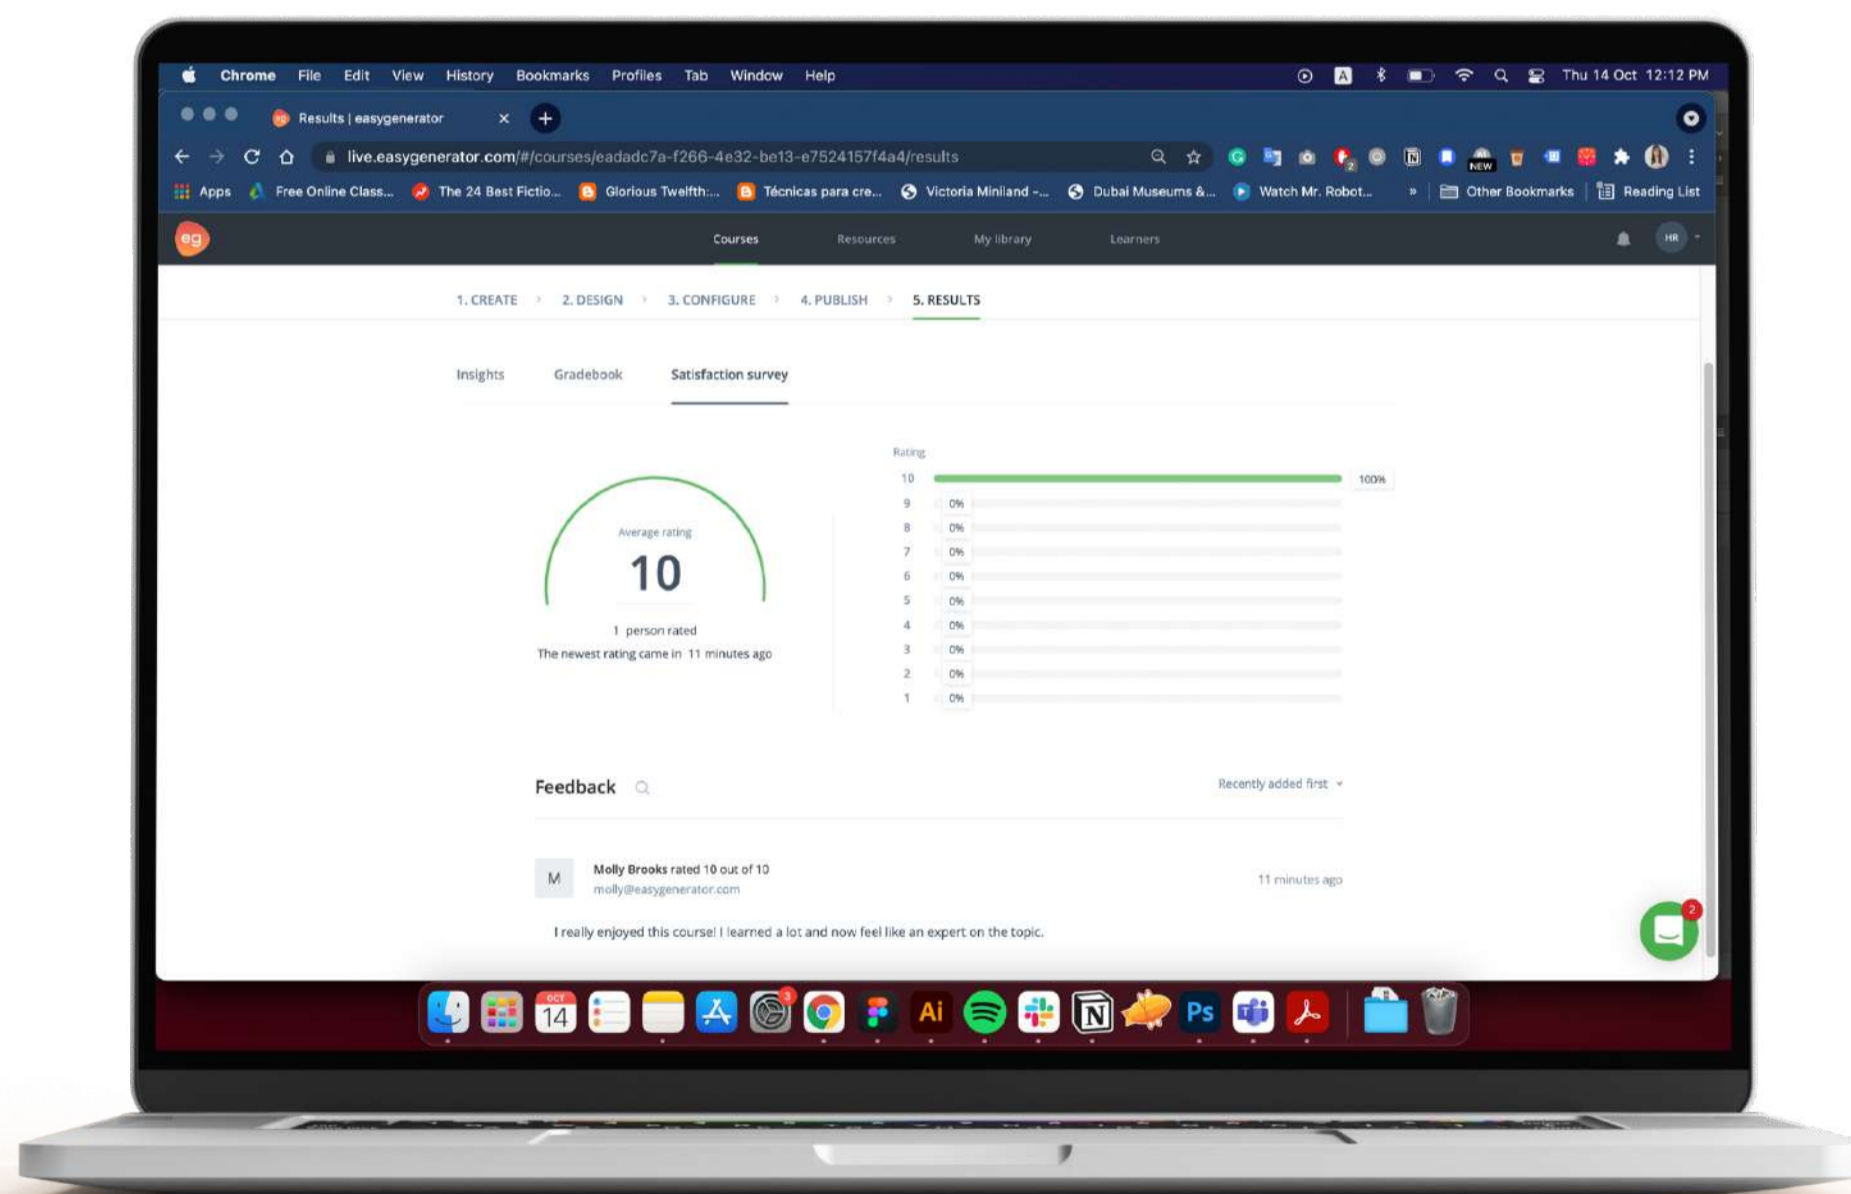 Chrome File Edit View History Bookmarks Profiles Tab Window Help A Thu 14 Oct 12:12 PM
Results | easygenerator
live.easygenerator.com/#/courses/eadadc7a-f266-4e32-be13-e7524157f4a4/results 2 NEW
Apps Free Online Class... The 24 Best Fictio... Glorious Twelfth:... Técnicas para cre... Victoria Miniland –... Dubai Museums &... Watch Mr. Robot... » Other Bookmarks Reading List
eg Courses Resources My library Learners HR
1. CREATE 2. DESIGN 3. CONFIGURE 4. PUBLISH 5. RESULTS
Insights Gradebook Satisfaction survey
Rating
10 100%
9 0%
8 0%
7 0%
6 0%
5 0%
4 0%
3 0%
2 0%
1 0%
Average rating
10
1 person rated
The newest rating came in 11 minutes ago
Feedback Recently added first
M Molly Brooks rated 10 out of 10
molly@easygenerator.com 11 minutes ago
I really enjoyed this course! I learned a lot and now feel like an expert on the topic.
2
OCT 14 3 Ai N Ps T